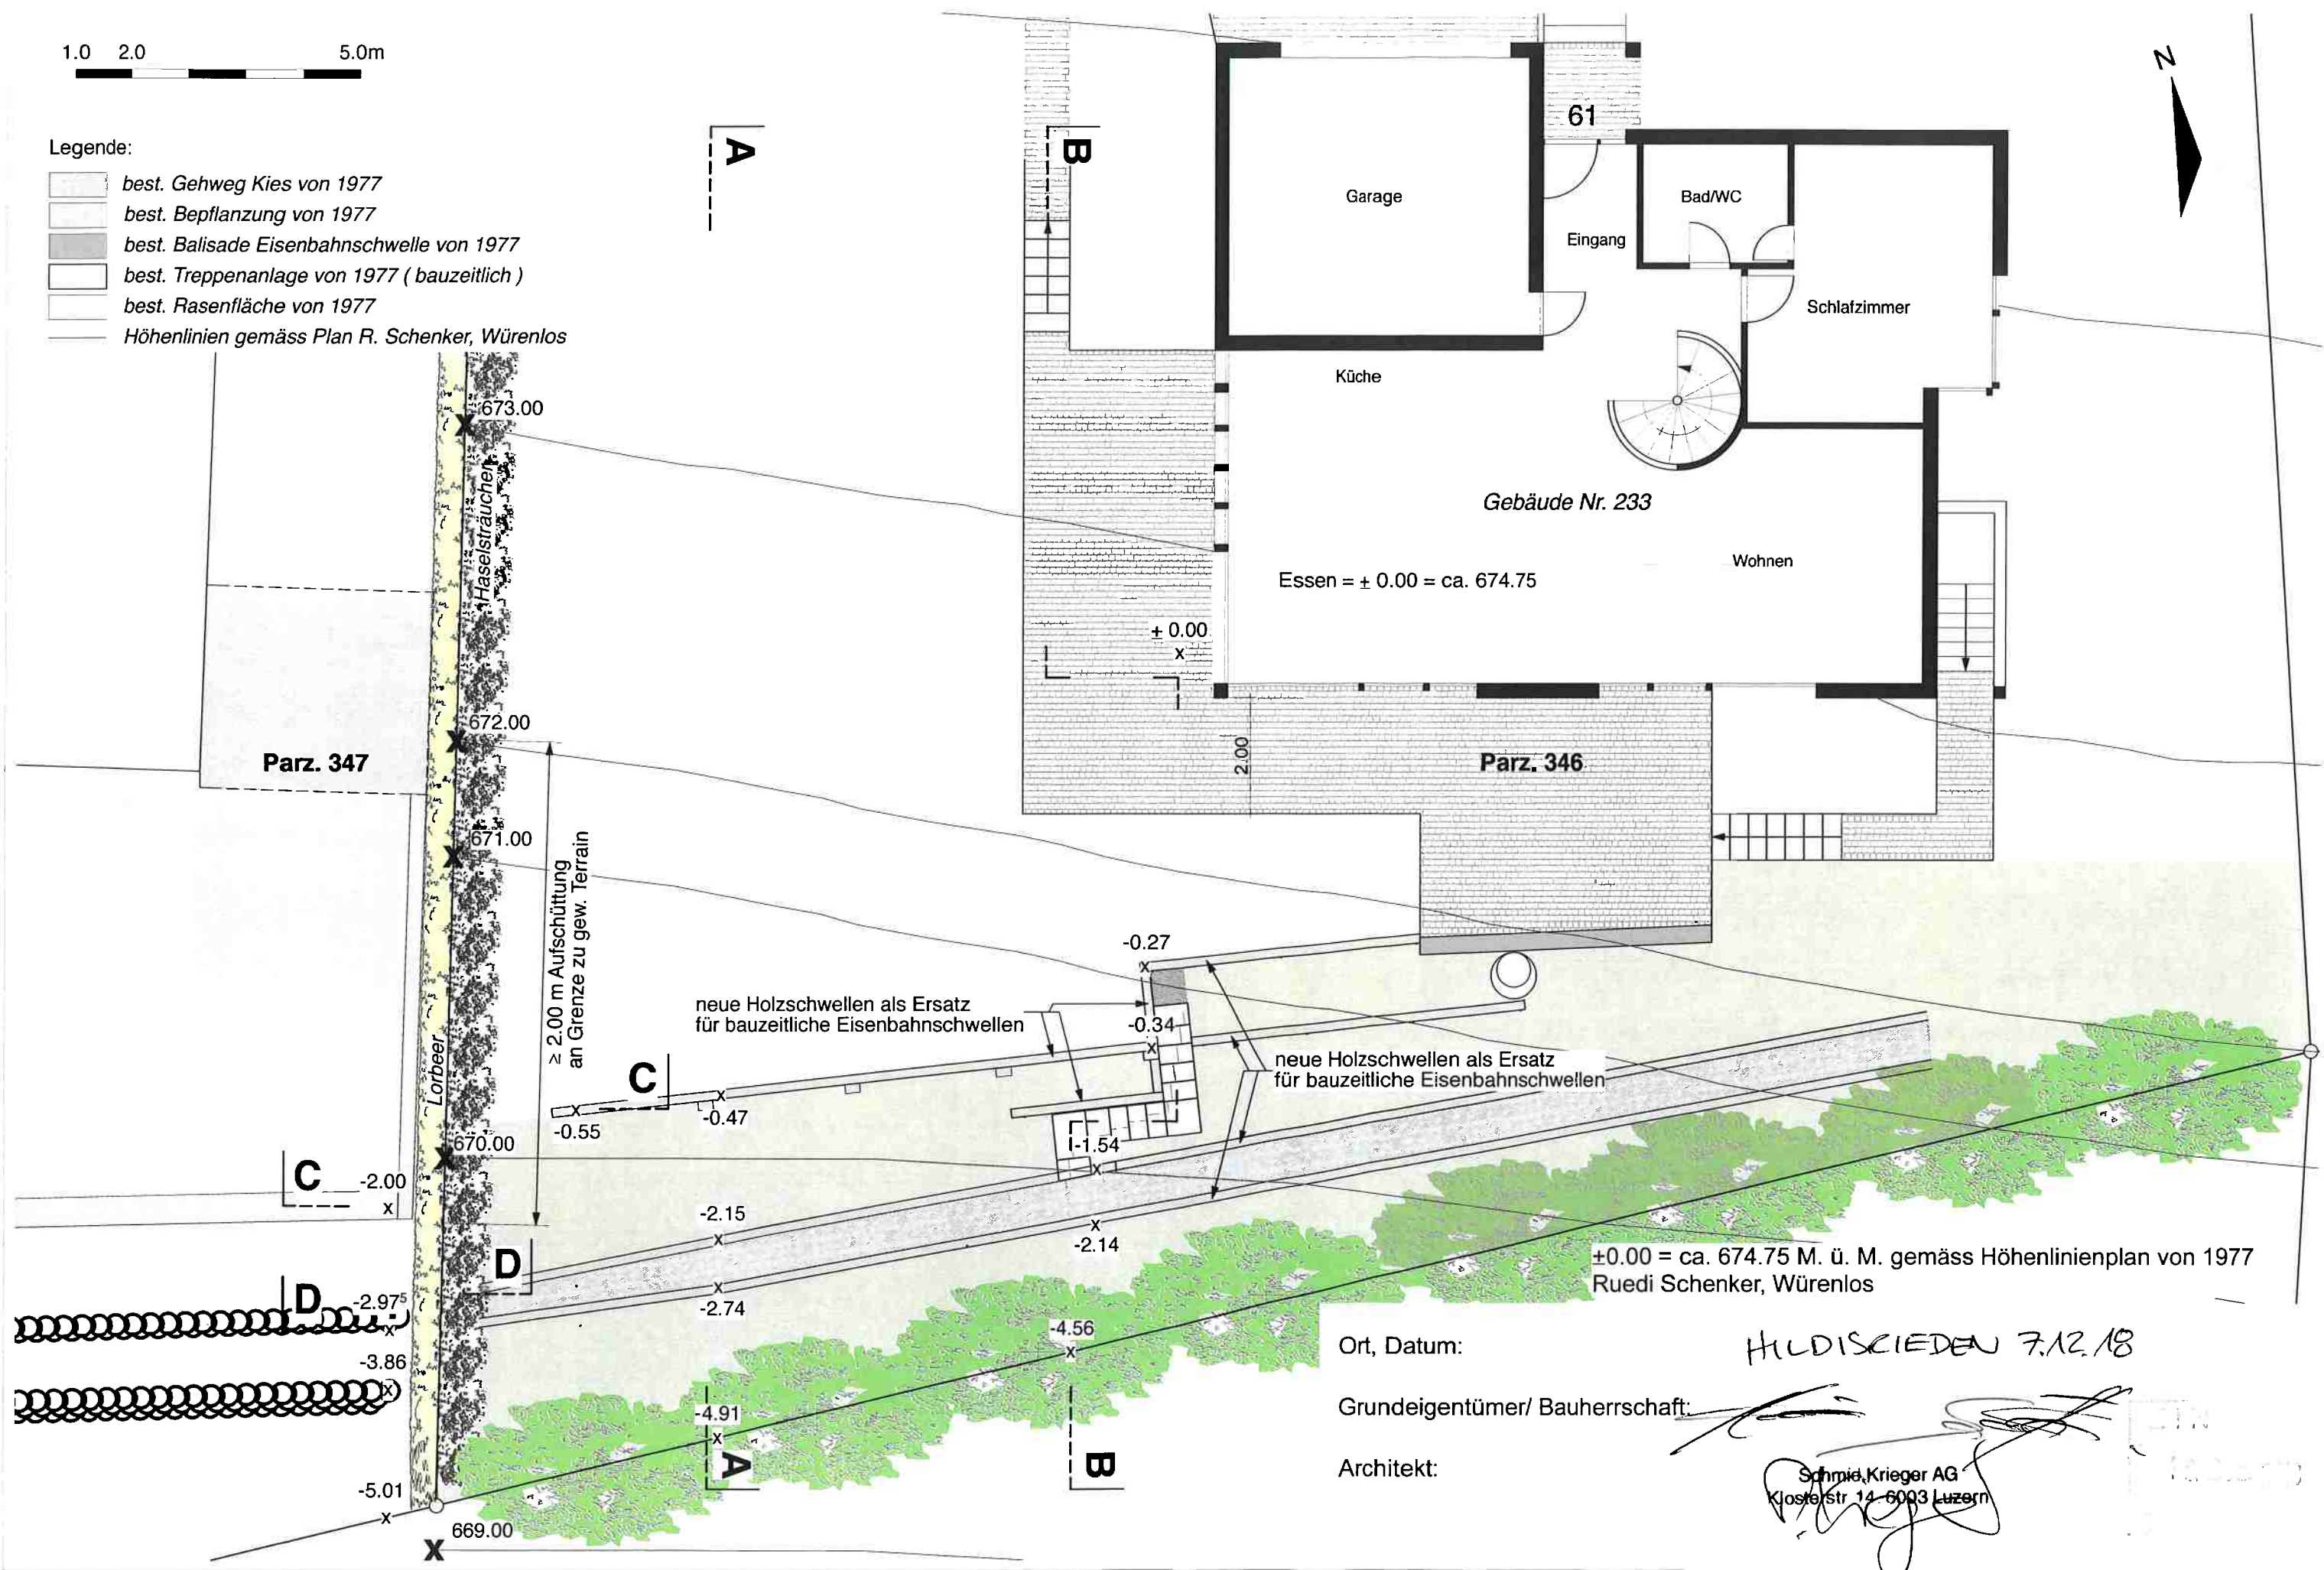 1.0 2.0 5.0m
Legende:
best. Gehweg Kies von 1977
best. Bepflanzung von 1977
best. Balisade Eisenbahnschwelle von 1977
best. Treppenanlage von 1977 ( bauzeitlich )
best. Rasenfläche von 1977
Höhenlinien gemäss Plan R. Schenker, Würenlos
A
B
61
N
Garage
Bad/WC
Eingang
Schlafzimmer
Küche
673.00
Haselsträuchen
Gebäude Nr. 233
Wohnen
Essen = ± 0.00 = ca. 674.75
± 0.00
x
672.00
Parz. 347
2.00
Parz. 346
671.00
≥ 2.00 m Aufschüttung
an Grenze zu gew. Terrain
-0.27
neue Holzschwellen als Ersatz
für bauzeitliche Eisenbahnschwellen
-0.34
neue Holzschwellen als Ersatz
für bauzeitliche Eisenbahnschwellen
Lorbeer
C
-0.55
-0.47
670.00
-1.54
C
-2.00
-2.15
-2.14
D
D
-2.97⁵
-2.74
±0.00 = ca. 674.75 M. ü. M. gemäss Höhenlinienplan von 1977
Ruedi Schenker, Würenlos
-4.56
-3.86
Ort, Datum:
HILDISRIEDEN 7.12.18
Grundeigentümer/ Bauherrschaft:
-4.91
A
B
Architekt:
Schmid, Krieger AG
Klosterstr. 14 6003 Luzern
-5.01
669.00